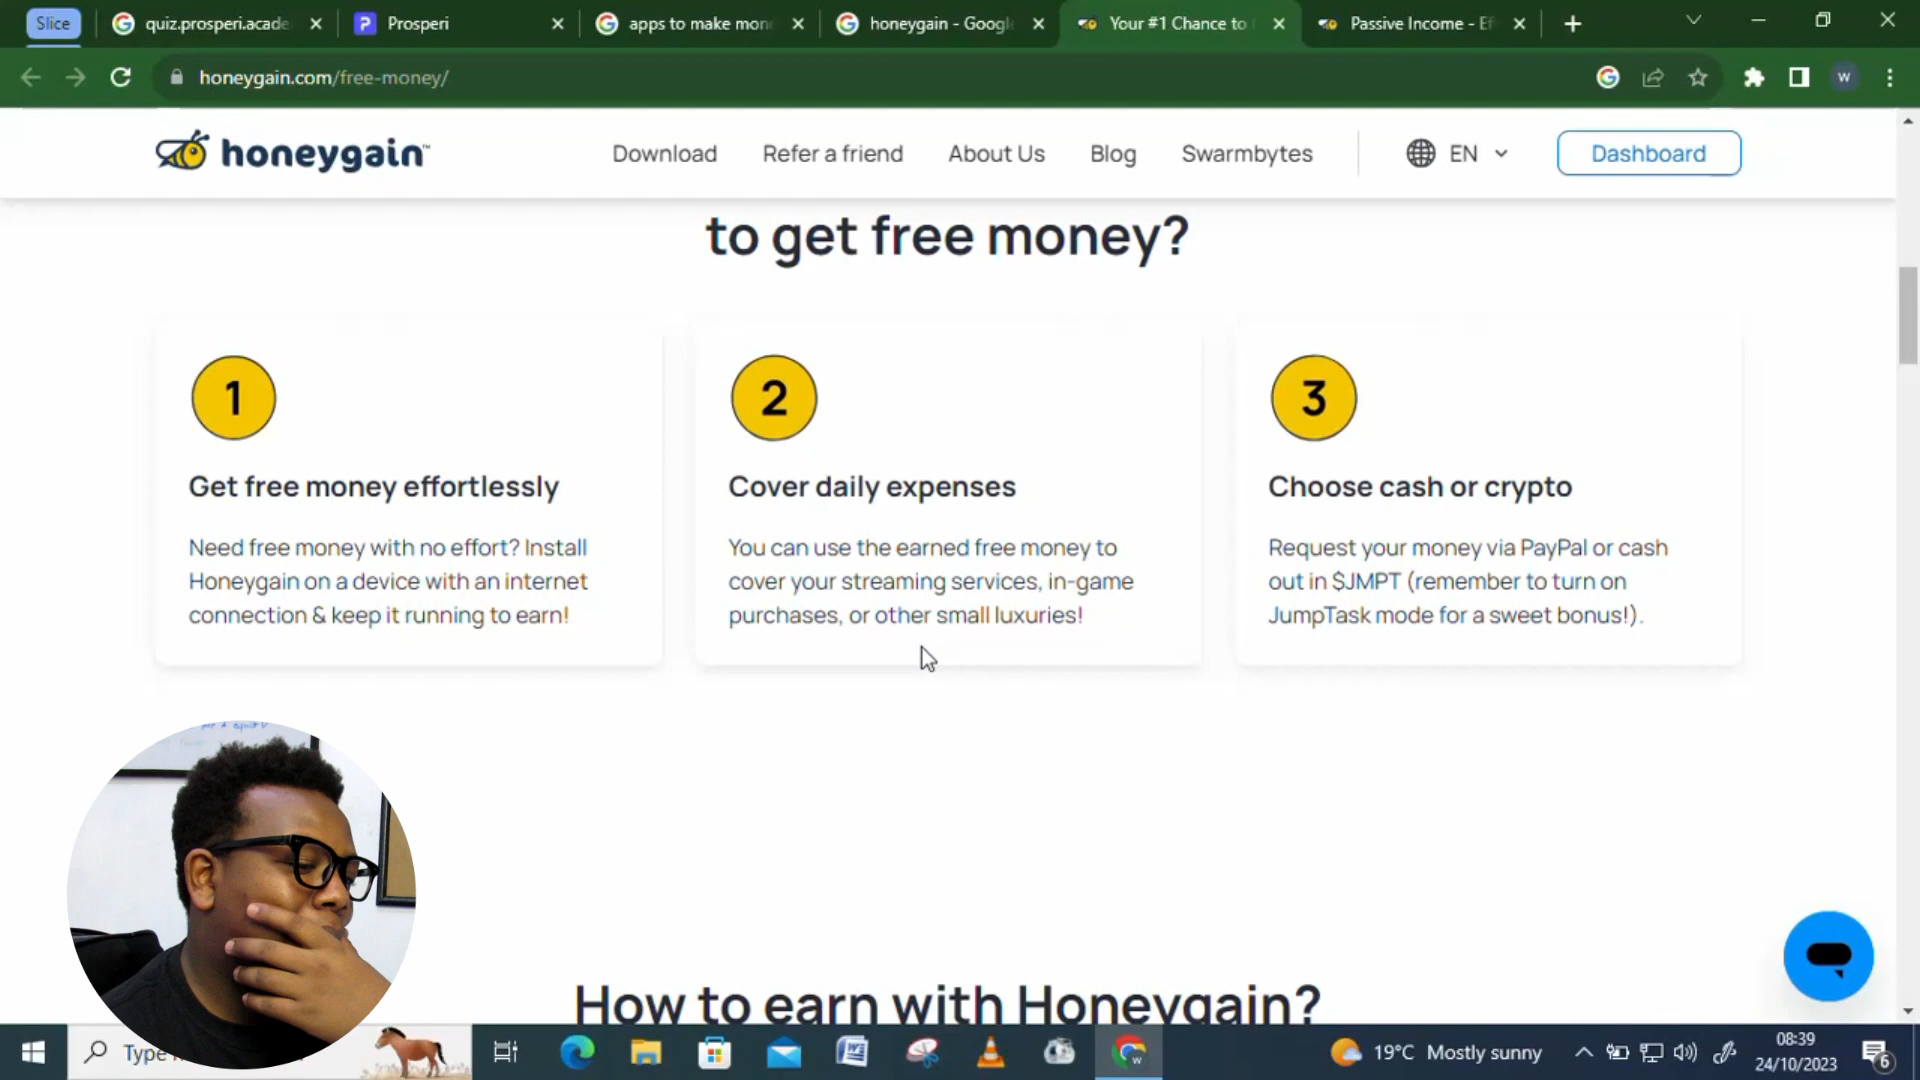 Slice
quiz.prosperi.acade
Prosperi
apps to make mon
honeygain - Googl
Your #1 Chance to
Passive Income - Ef
honeygain.com/free-money/
W
honeygain™
Download
Refer a friend
About Us
Blog
Swarmbytes
EN
Dashboard
to get free money?
1
Get free money effortlessly
Need free money with no effort? Install
Honeygain on a device with an internet
connection & keep it running to earn!
2
Cover daily expenses
You can use the earned free money to
cover your streaming services, in-game
purchases, or other small luxuries!
3
Choose cash or crypto
Request your money via PayPal or cash
out in $JMPT (remember to turn on
JumpTask mode for a sweet bonus!).
How to earn with Honeygain?
Type
19°C Mostly sunny
08:39
24/10/2023
6